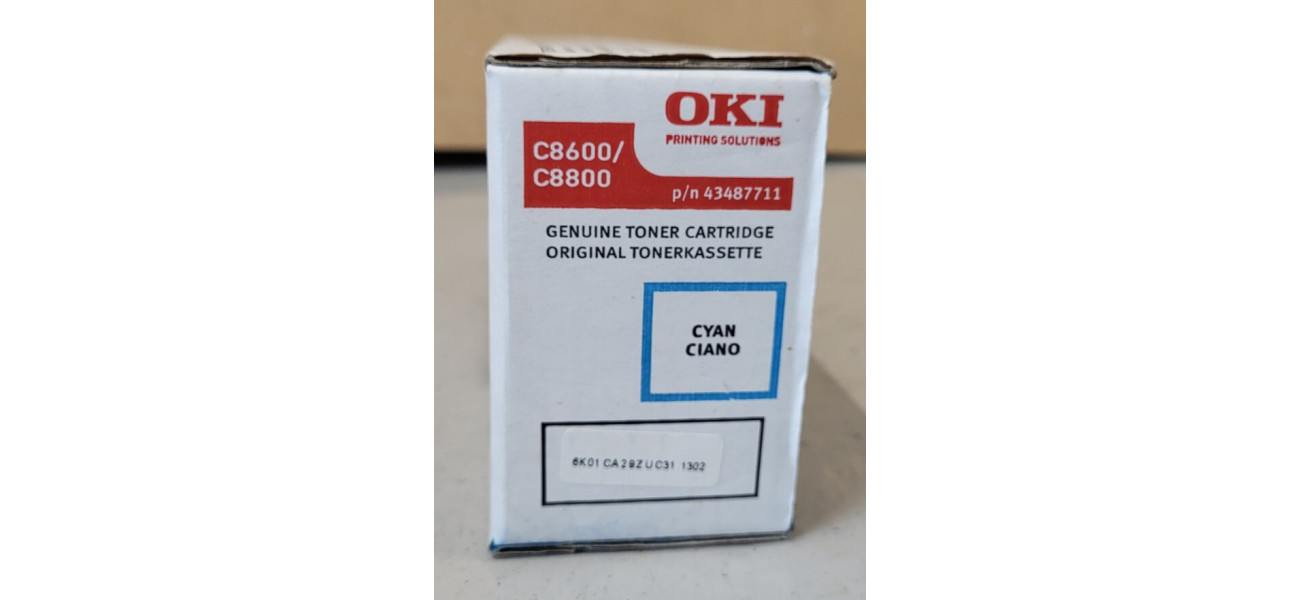 OKI
PRINTING SOLUTIONS
C8600/
C8800
p/n 43487711
GENUINE TONER CARTRIDGE
ORIGINAL TONERKASSETTE
CYAN
CIANO
6K01 CA29ZUC31 1302